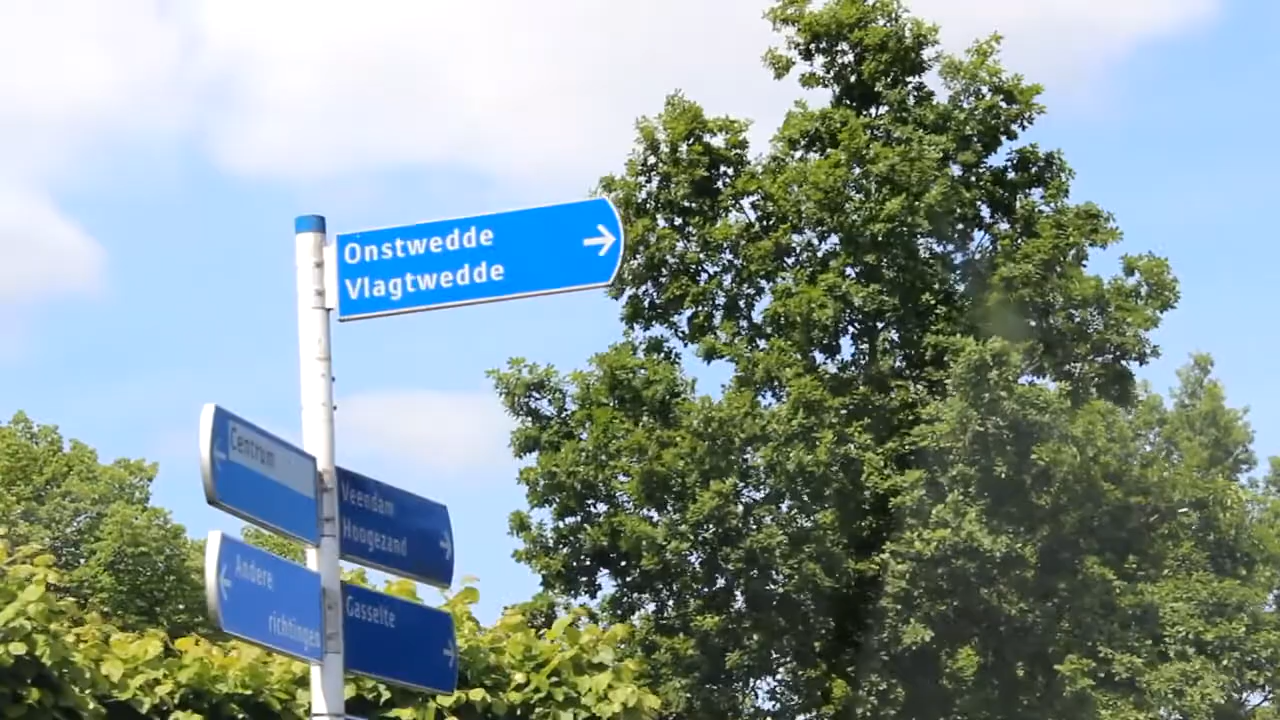 Onstwedde
Vlagtwedde
Centrum
Veendam
Hoogezand
Andere
richtingen
Gasselte